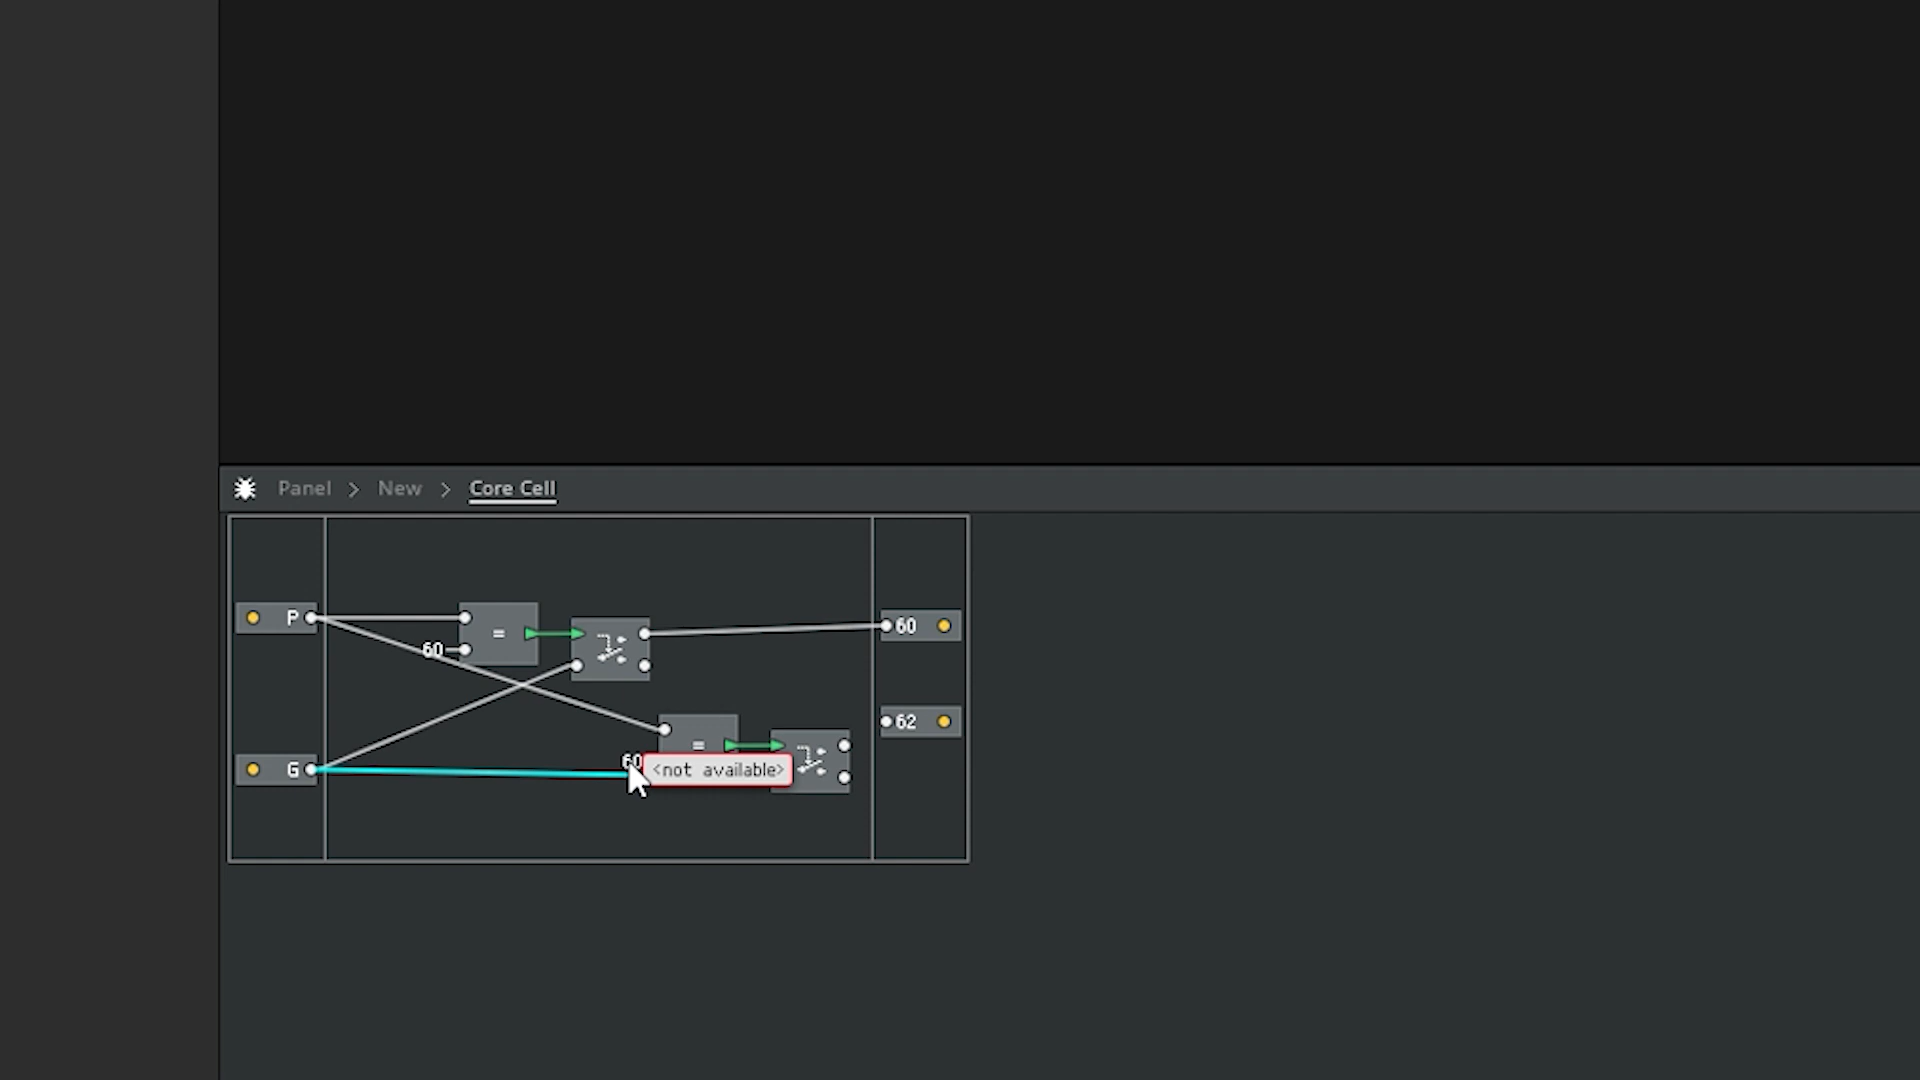 Panel > New > Core Cell
P
=
60
60
60
62
G
=
<not available>